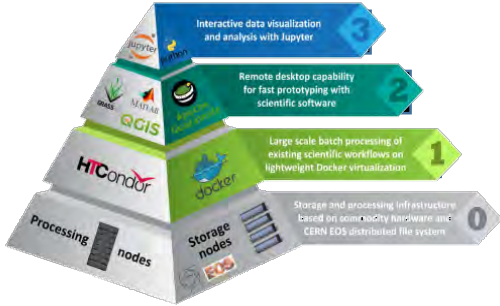 Interactive data visualization
and analysis with Jupyter
3
jupyter
python
Remote desktop capability
for fast prototyping with
scientific software
2
GRASS
MATLAB
QGIS
Large scale batch processing of
existing scientific workflows on
lightweight Docker virtualization
1
HTCondor
docker
Storage and processing infrastructure
based on commodity hardware and
CERN EOS distributed file system
0
Processing
nodes
Storage
nodes
EOS